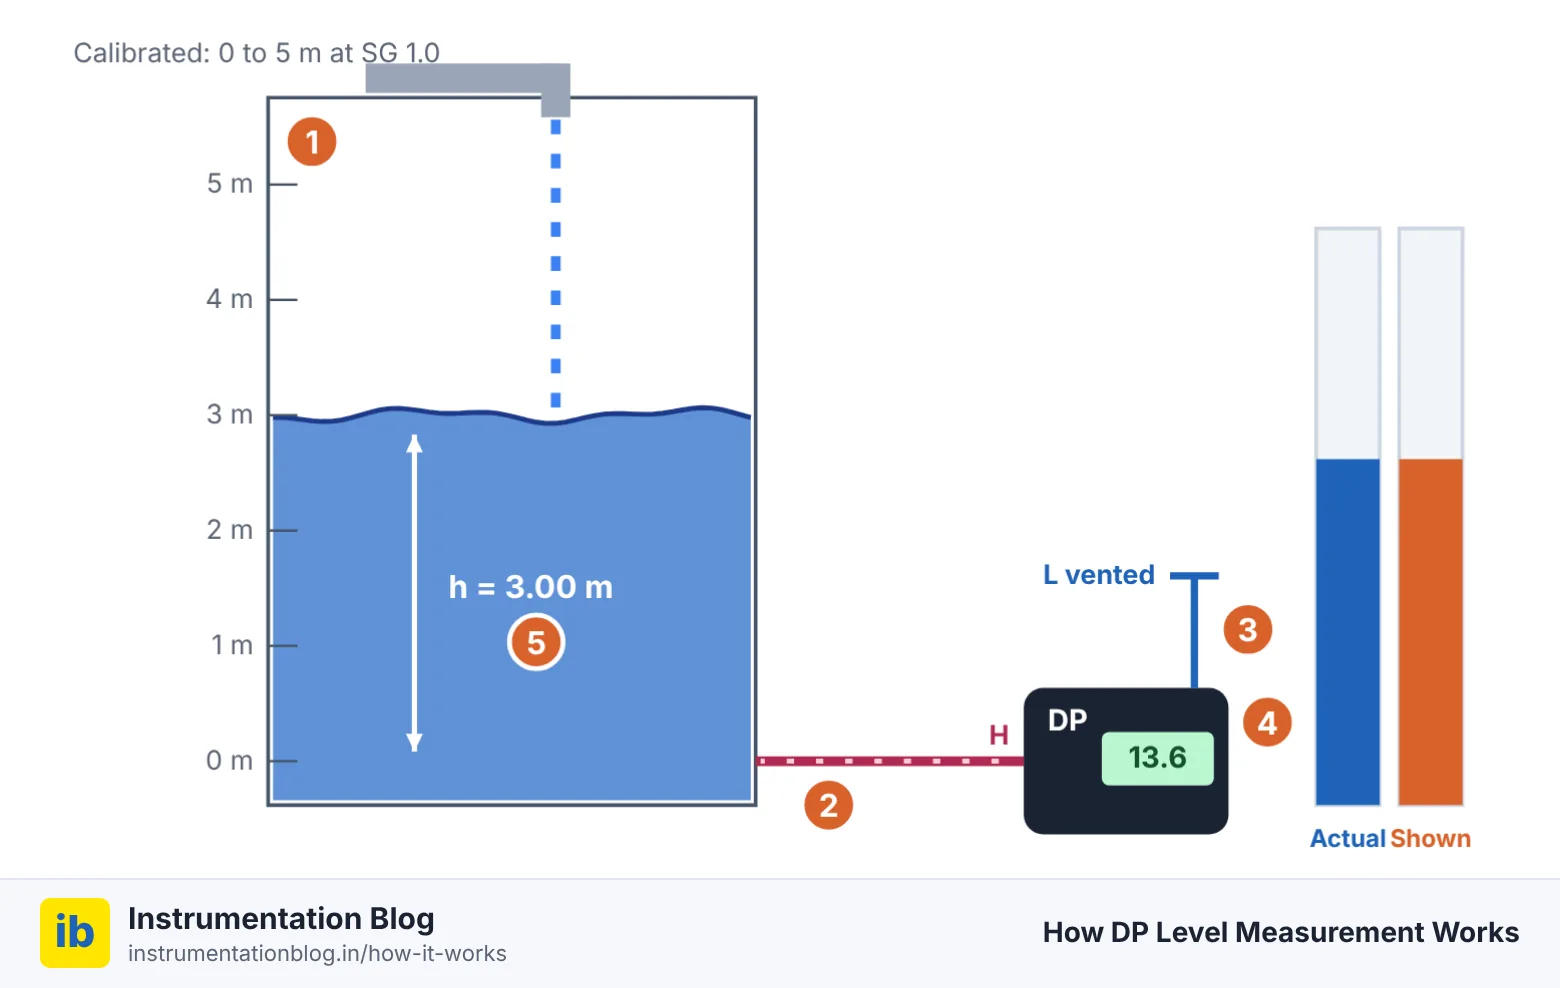 Calibrated: 0 to 5 m at SG 1.0
1
5 m
4 m
3 m
2 m
h = 3.00 m
L vented
3
1 m
5
DP
4
H
13.6
0 m
2
Actual
Shown
ib
Instrumentation Blog
instrumentationblog.in/how-it-works
How DP Level Measurement Works